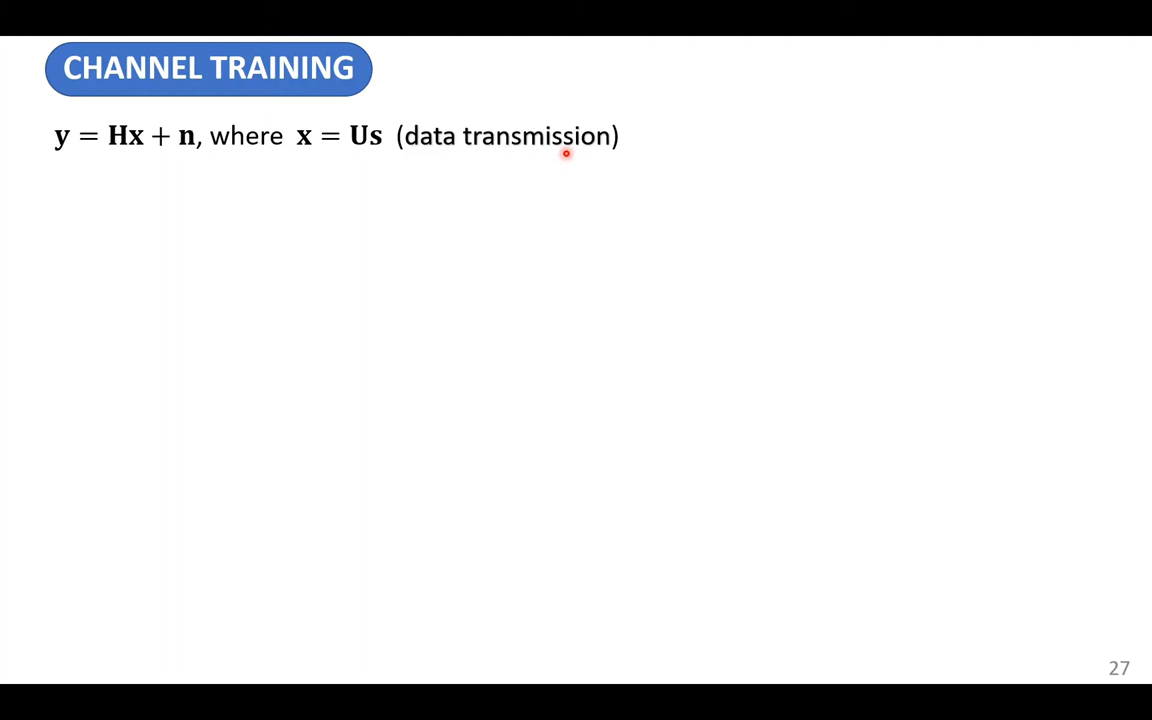 CHANNEL TRAINING
𝐲 = 𝐇𝐱 + 𝐧, where 𝐱 = 𝐔𝐬 (data transmission)
27